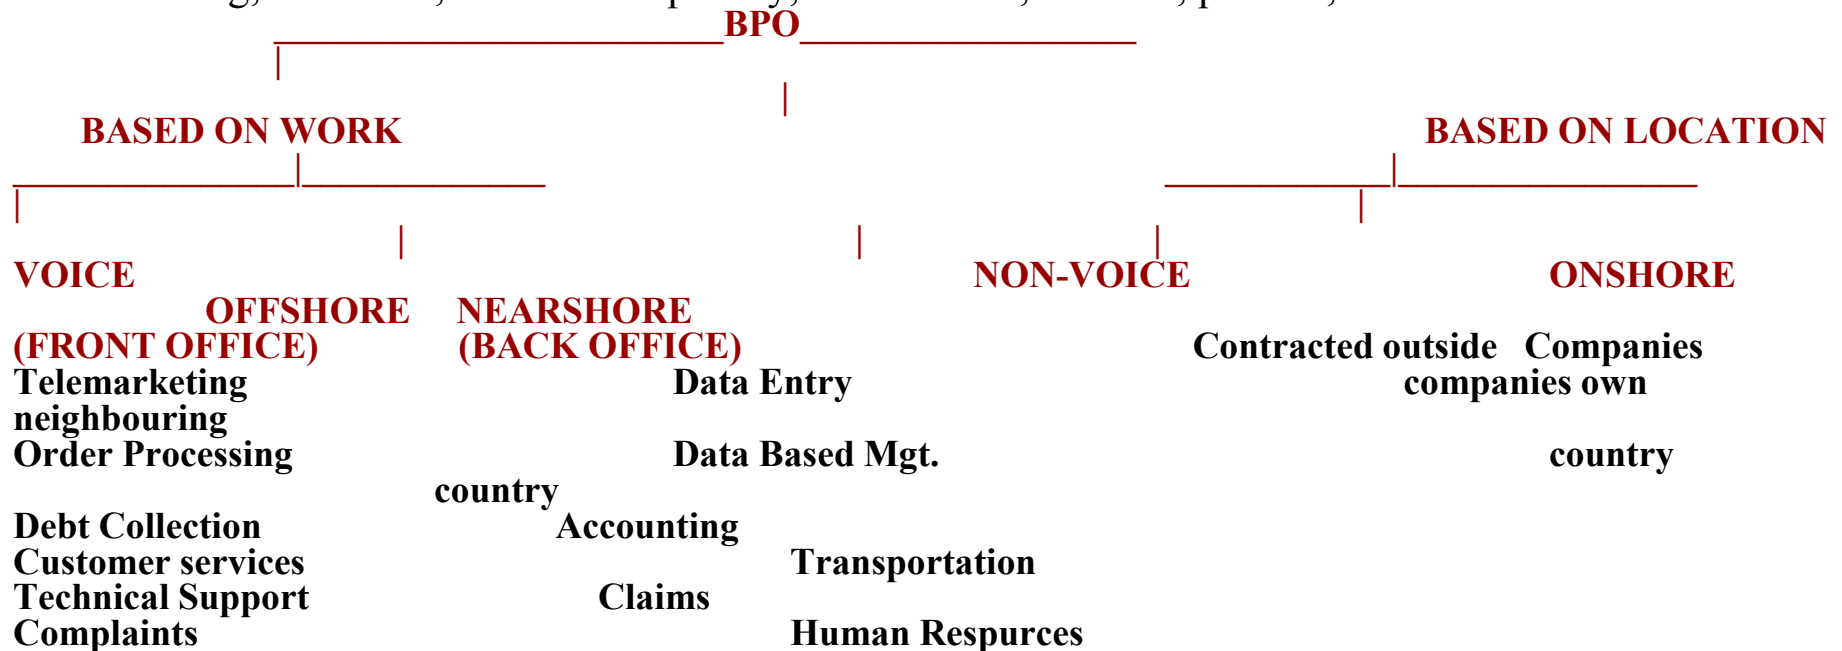 BPO
BASED ON WORK BASED ON LOCATION
VOICE NON-VOICE ONSHORE
OFFSHORE NEARSHORE
(FRONT OFFICE) (BACK OFFICE) Contracted outside Companies
Telemarketing Data Entry companies own
neighbouring
Order Processing Data Based Mgt. country
country
Debt Collection Accounting
Customer services Transportation
Technical Support Claims
Complaints Human Respurces